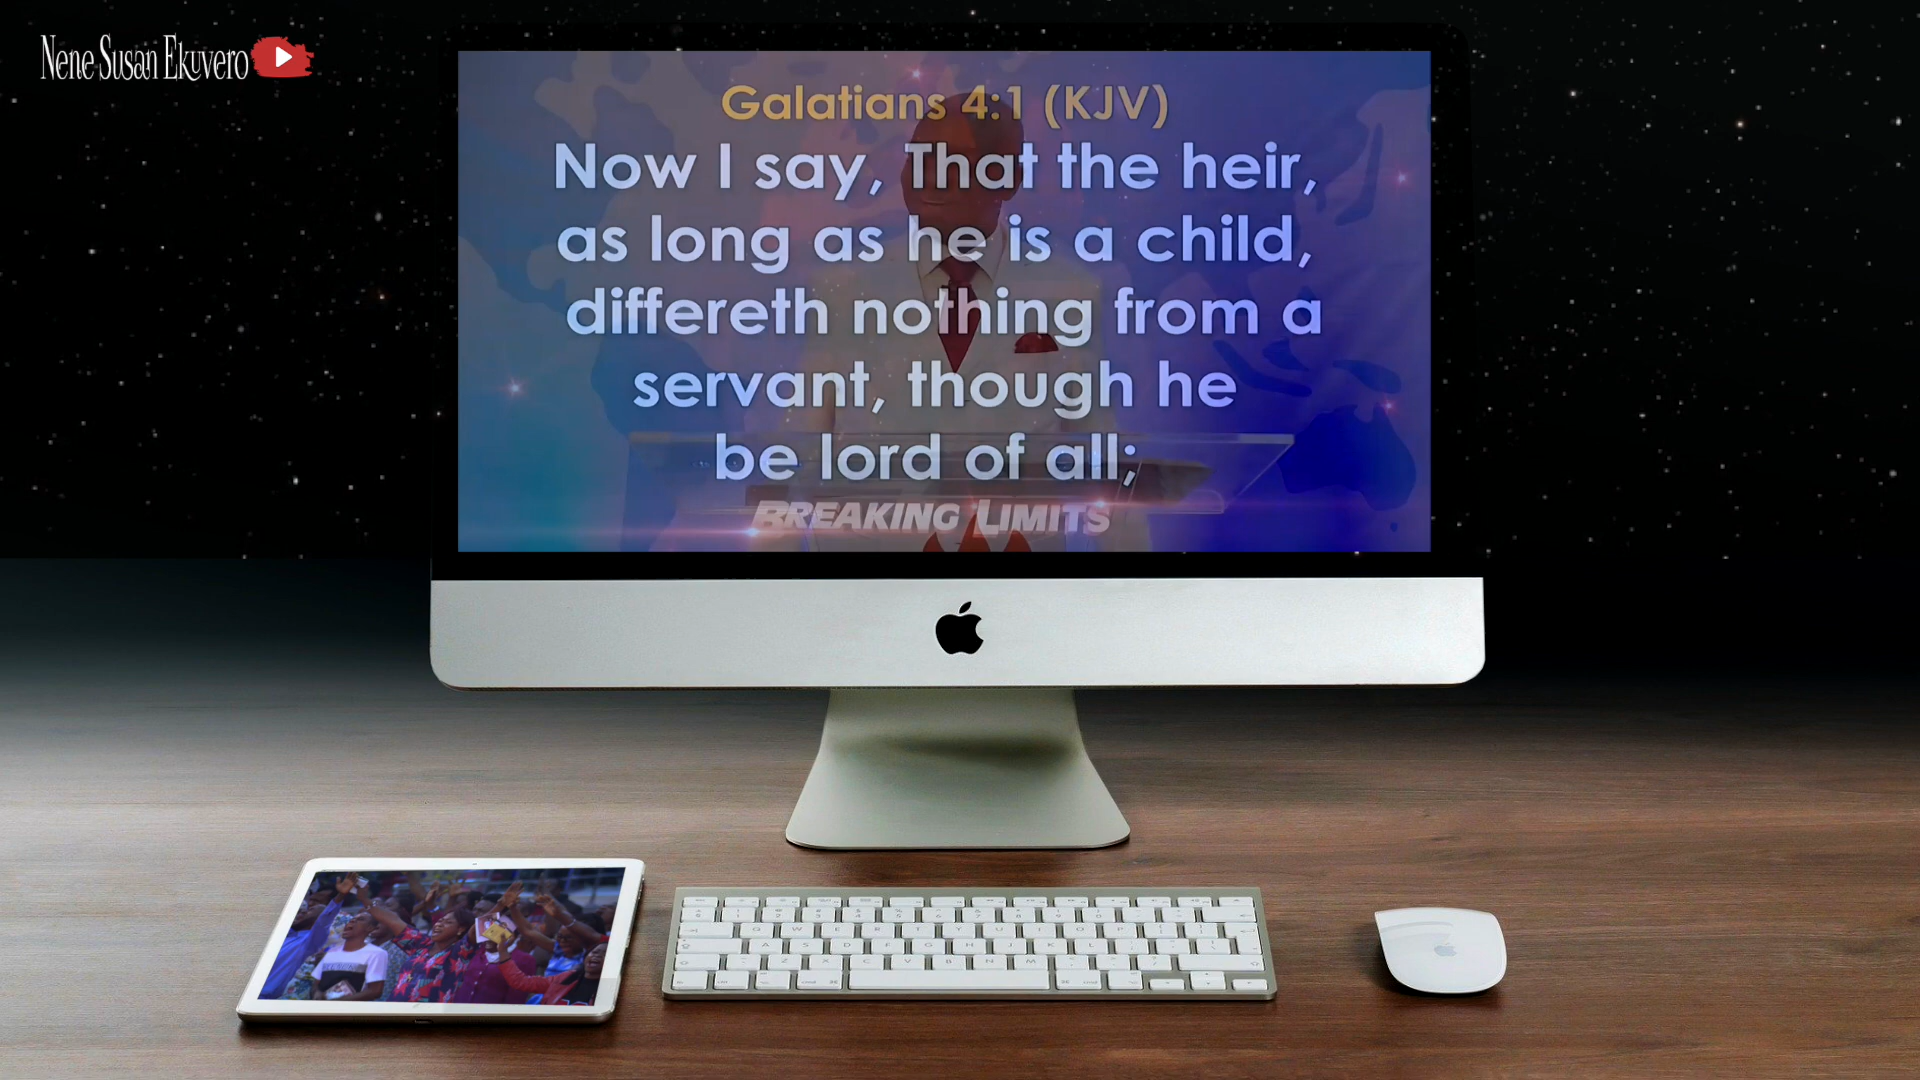 Nene Susan Ekuvero
Galatians 4:1 (KJV)
Now I say, That the heir,
as long as he is a child,
differeth nothing from a
servant, though he
be lord of all;
BREAKING LIMITS
Q W E R T Y U I O P
A S D F G H J K L
Z X C V B N M